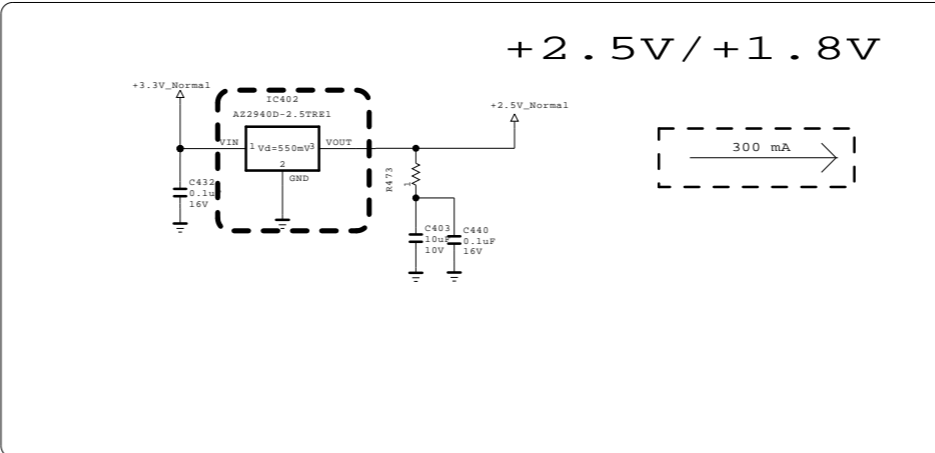 +2.5V/+1.8V
+3.3V_Normal
IC402
AZ2940D-2.5TRE1
+2.5V_Normal
VIN
1
Vd=550mV
3
VOUT
2
GND
300 mA
R473
1
C432
0.1uF
16V
C403
10uF
10V
C440
0.1uF
16V